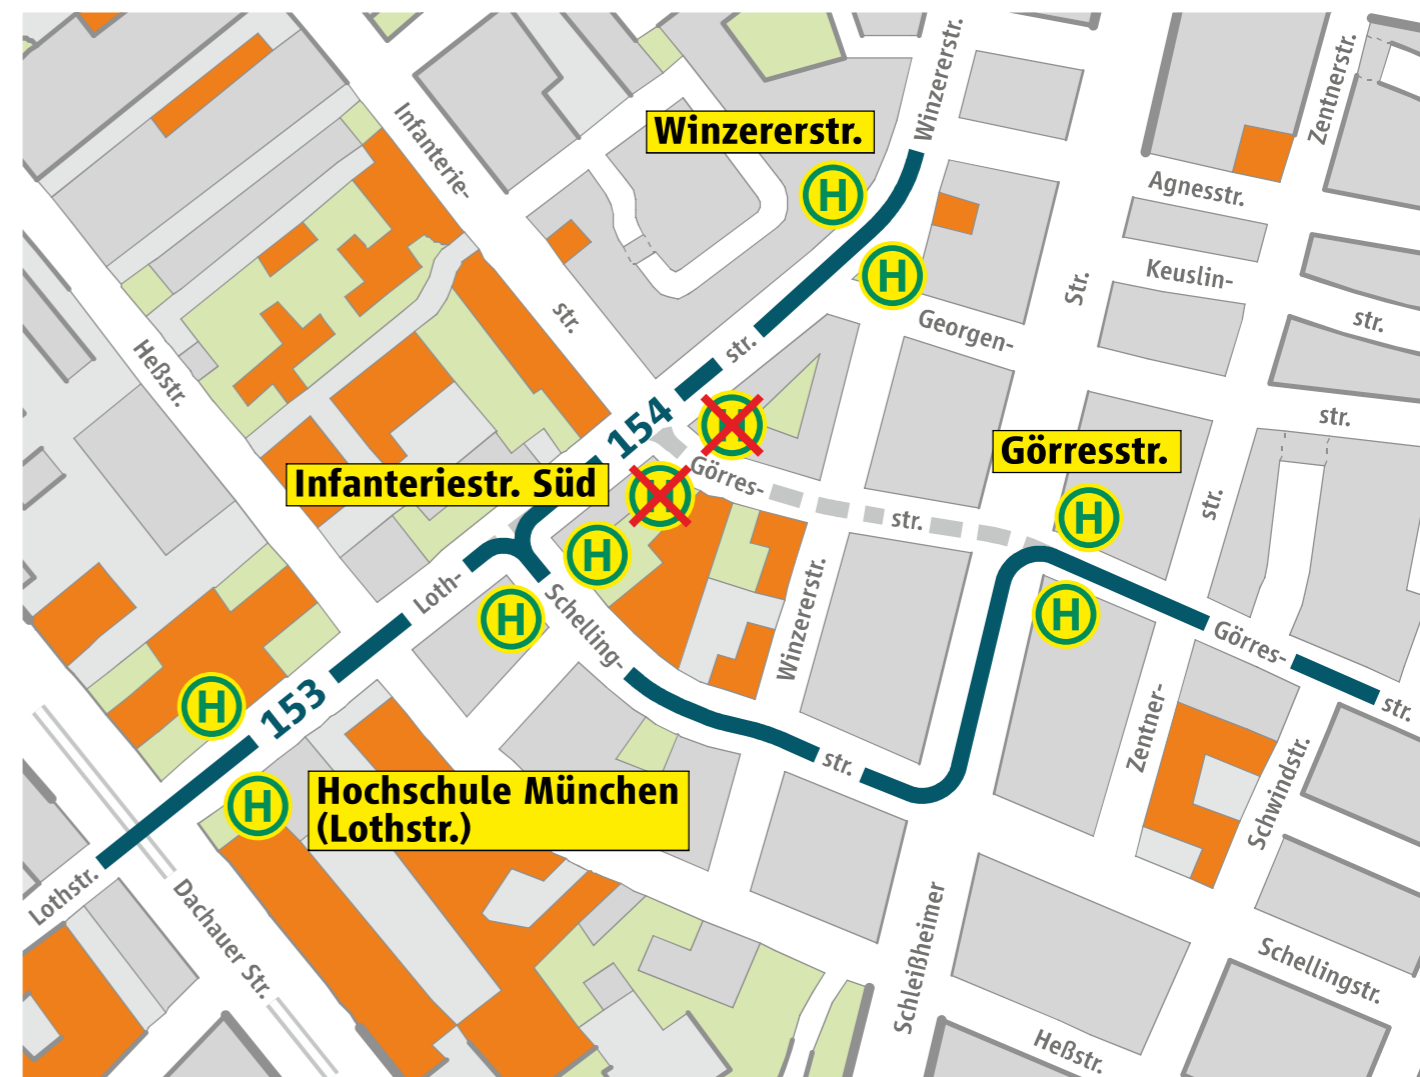 Winzererstr.
Zentnerstr.
Infanterie-
Winzererstr.
H
Agnesstr.
H
Keuslin-
Str.
str.
str.
Georgen-
str.
Heßstr.
str.
154
H
Görresstr.
Infanteriestr. Süd
Görres-
H
str.
str.
H
H
Loth-
Schelling-
H
H
Winzererstr.
Görres-
H
153
Zentner-
str.
str.
Schwindstr.
Hochschule München
(Lothstr.)
H
Lothstr.
Dachauer Str.
Schleißheimer
Schellingstr.
Heßstr.